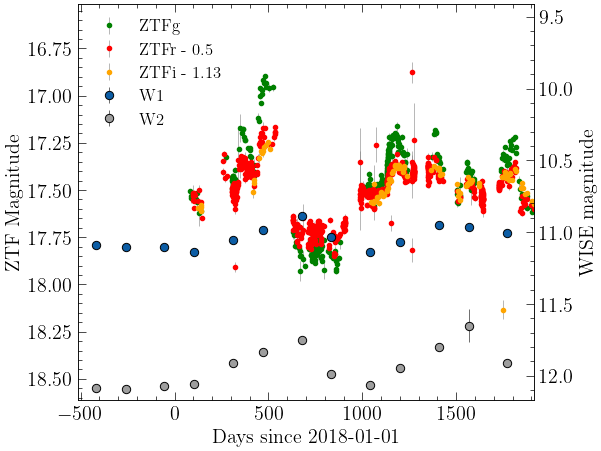 ZTFg
ZTFr - 0.5
ZTFi - 1.13
W1
W2
ZTF Magnitude
16.75
17.00
17.25
17.50
17.75
18.00
18.25
18.50
WISE magnitude
9.5
10.0
10.5
11.0
11.5
12.0
−500 0 500 1000 1500
Days since 2018-01-01